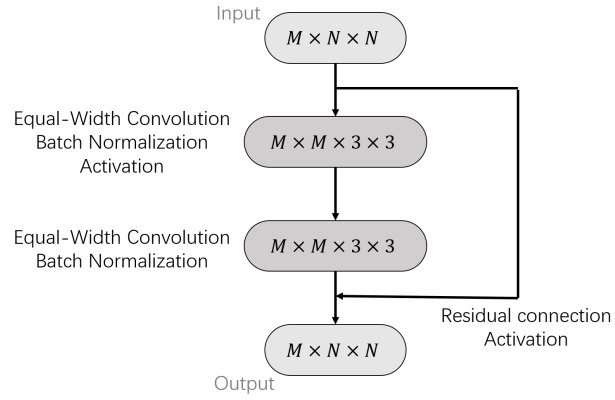 Input
M × N × N
Equal-Width Convolution
Batch Normalization
Activation
M × M × 3 × 3
Equal-Width Convolution
Batch Normalization
M × M × 3 × 3
Residual connection
Activation
M × N × N
Output